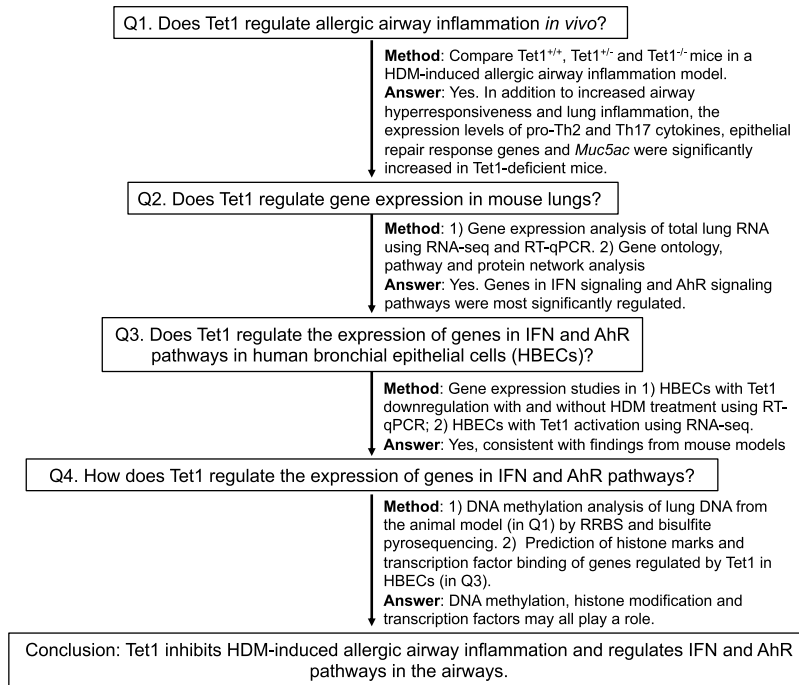 Q1. Does Tet1 regulate allergic airway inflammation in vivo?
Method: Compare Tet1+/+, Tet1+/- and Tet1-/- mice in a
HDM-induced allergic airway inflammation model.
Answer: Yes. In addition to increased airway
hyperresponsiveness and lung inflammation, the
expression levels of pro-Th2 and Th17 cytokines, epithelial
repair response genes and Muc5ac were significantly
increased in Tet1-deficient mice.
Q2. Does Tet1 regulate gene expression in mouse lungs?
Method: 1) Gene expression analysis of total lung RNA
using RNA-seq and RT-qPCR. 2) Gene ontology,
pathway and protein network analysis
Answer: Yes. Genes in IFN signaling and AhR signaling
pathways were most significantly regulated.
Q3. Does Tet1 regulate the expression of genes in IFN and AhR
pathways in human bronchial epithelial cells (HBECs)?
Method: Gene expression studies in 1) HBECs with Tet1
downregulation with and without HDM treatment using RT-
qPCR; 2) HBECs with Tet1 activation using RNA-seq.
Answer: Yes, consistent with findings from mouse models
Q4. How does Tet1 regulate the expression of genes in IFN and AhR pathways?
Method: 1) DNA methylation analysis of lung DNA from
the animal model (in Q1) by RRBS and bisulfite
pyrosequencing. 2) Prediction of histone marks and
transcription factor binding of genes regulated by Tet1 in
HBECs (in Q3).
Answer: DNA methylation, histone modification and
transcription factors may all play a role.
Conclusion: Tet1 inhibits HDM-induced allergic airway inflammation and regulates IFN and AhR
pathways in the airways.